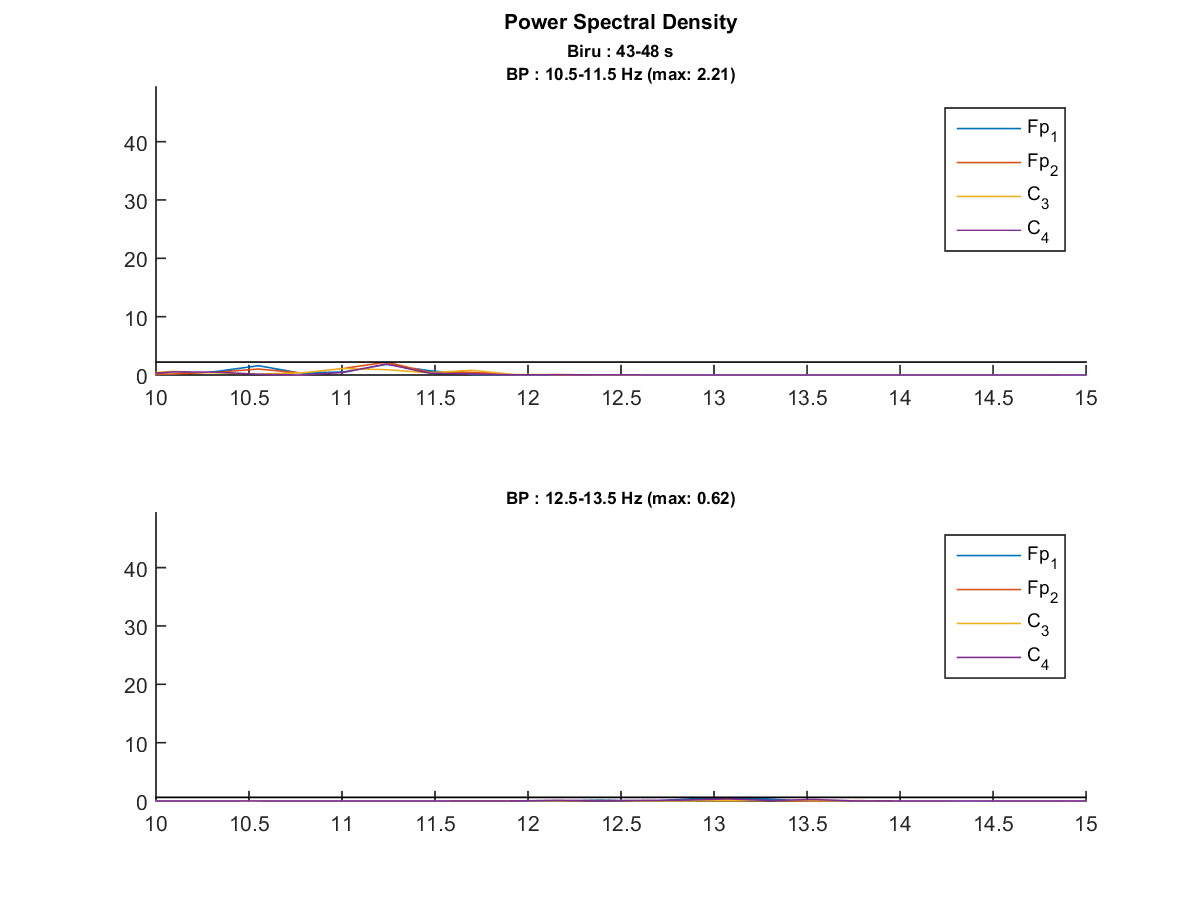 Power Spectral Density
Biru : 43-48 s
BP : 10.5-11.5 Hz (max: 2.21)
40
30
20
10
0
10 10.5 11 11.5 12 12.5 13 13.5 14 14.5 15
Fp1
Fp2
C3
C4
BP : 12.5-13.5 Hz (max: 0.62)
40
30
20
10
0
10 10.5 11 11.5 12 12.5 13 13.5 14 14.5 15
Fp1
Fp2
C3
C4